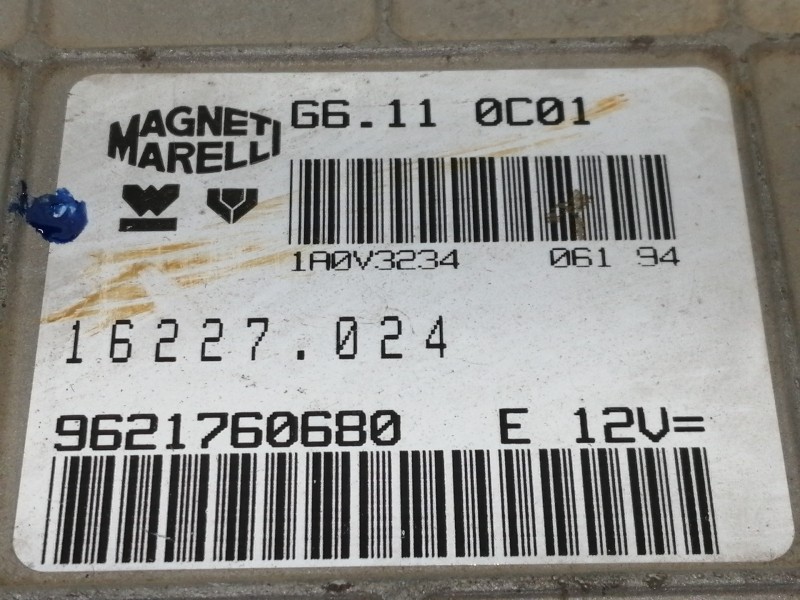 MAGNETI MARELLI
G6.11 0C01
1A0V3234 061 94
16227.024
9621760680 E 12V=